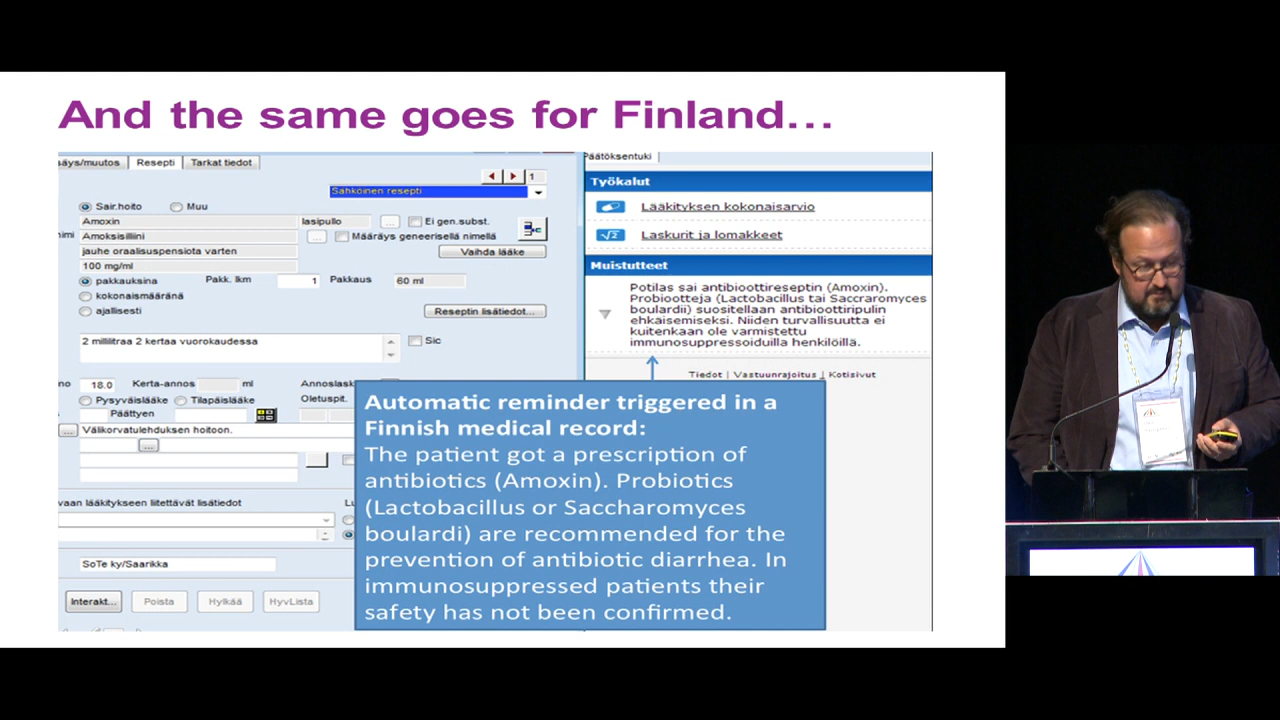 And the same goes for Finland...
säys/muutos Resepti Tarkat tiedot
1
Sähköinen resepti
Sair.hoito Muu
Amoxin lasipullo ... Ei gen.subst.
nimi Amoksisilliini ... Määräys geneerisellä nimellä
jauhe oraalisuspensiota varten Vaihda lääke
100 mg/ml
pakkauksina Pakk. lkm 1 Pakkaus 60 ml
kokonaismääränä
ajallisesti Reseptin lisätiedot...
2 millilitraa 2 kertaa vuorokaudessa Sic
no 18.0 Kerta-annos ml Annoslask
Pysyväislääke Tilapäislääke Oletuspit.
Päättyen
... Välikorvatulehduksen hoitoon.
...
vaan lääkitykseen liitettävät lisätiedot Lu
SoTe ky/Saarikka
Interakt... Poista Hylkää HyvLista
Päätöksentuki
Työkalut
Lääkityksen kokonaisarvio
√2 Laskurit ja lomakkeet
Muistutteet
Potilas sai antibioottireseptin (Amoxin).
Probiootteja (Lactobacillus tai Saccraromyces
boulardii) suositellaan antibioottiripulin
ehkäisemiseksi. Niiden turvallisuutta ei
kuitenkaan ole varmistettu
immunosuppressoiduilla henkilöillä.
Tiedot | Vastuunrajoitus | Kotisivut
Automatic reminder triggered in a
Finnish medical record:
The patient got a prescription of
antibiotics (Amoxin). Probiotics
(Lactobacillus or Saccharomyces
boulardi) are recommended for the
prevention of antibiotic diarrhea. In
immunosuppressed patients their
safety has not been confirmed.